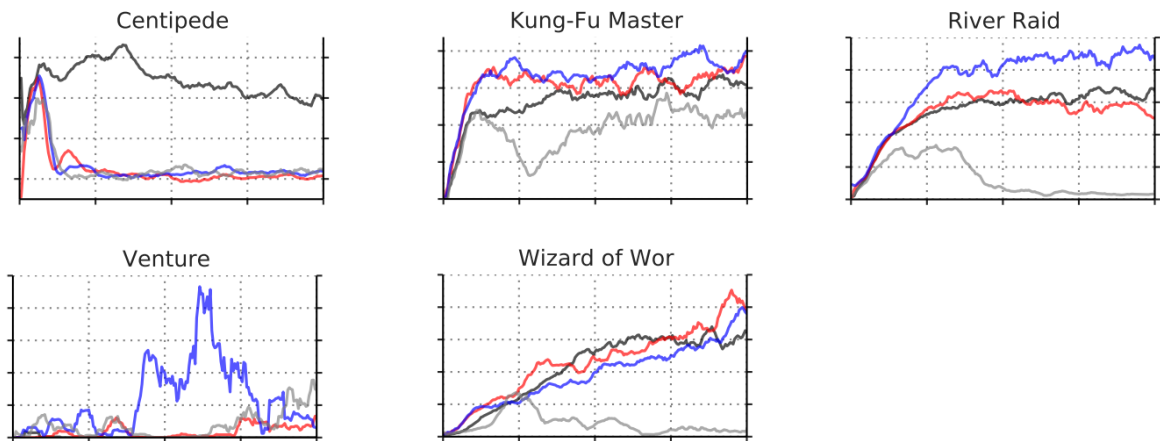 Centipede
Kung-Fu Master
River Raid
Venture
Wizard of Wor